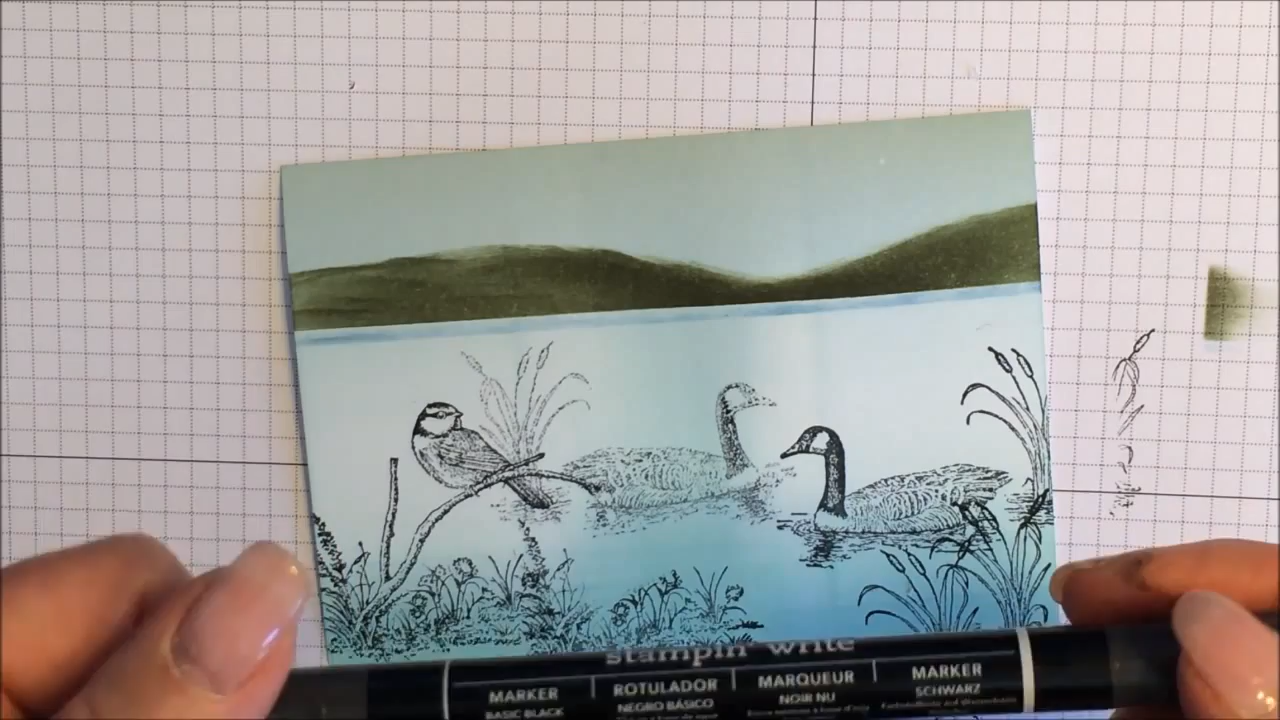 stampin' write
MARKER
BASIC BLACK
ROTULADOR
NEGRO BÁSICO
MARQUEUR
NOIR NU
MARKER
SCHWARZ